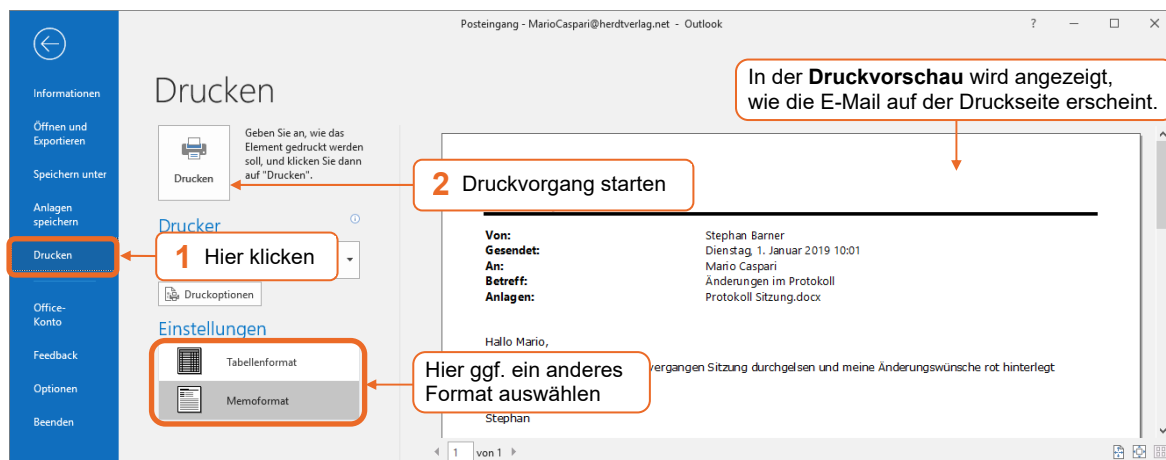 Posteingang - MarioCaspari@herdtverlag.net - Outlook
?
Informationen
Öffnen und
Exportieren
Speichern unter
Anlagen
speichern
Drucken
Office-
Konto
Feedback
Optionen
Beenden
Drucken
Drucken
Geben Sie an, wie das
Element gedruckt werden
soll, und klicken Sie dann
auf "Drucken".
Drucker
1 Hier klicken
Druckoptionen
Einstellungen
Tabellenformat
Memoformat
2 Druckvorgang starten
Hier ggf. ein anderes
Format auswählen
In der Druckvorschau wird angezeigt,
wie die E-Mail auf der Druckseite erscheint.
Von: Stephan Barner
Gesendet: Dienstag, 1. Januar 2019 10:01
An: Mario Caspari
Betreff: Änderungen im Protokoll
Anlagen: Protokoll Sitzung.docx
Hallo Mario,
vergangen Sitzung durchgelsen und meine Änderungswünsche rot hinterlegt
Stephan
1 von 1